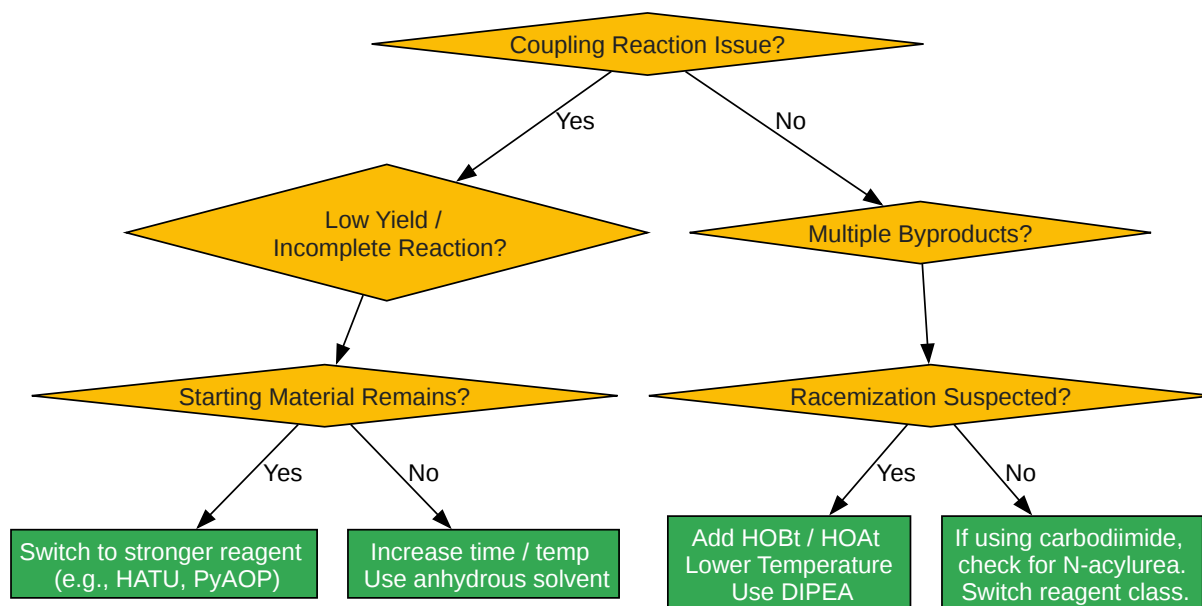 Coupling Reaction Issue?
Yes
No
Low Yield /
Incomplete Reaction?
Multiple Byproducts?
Starting Material Remains?
Racemization Suspected?
Yes
No
Yes
No
Switch to stronger reagent
(e.g., HATU, PyAOP)
Increase time / temp
Use anhydrous solvent
Add HOBt / HOAt
Lower Temperature
Use DIPEA
If using carbodiimide,
check for N-acylurea.
Switch reagent class.